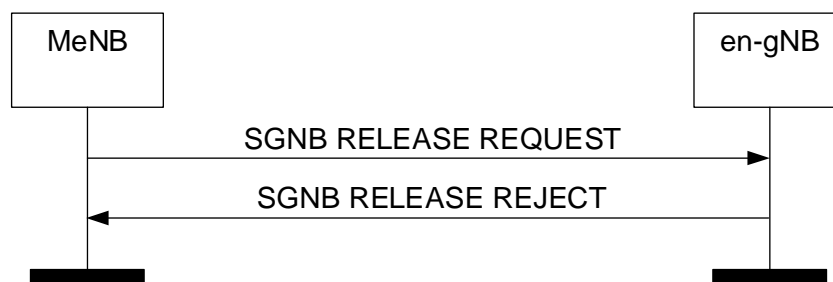 MeNB
en-gNB
SGNB RELEASE REQUEST
SGNB RELEASE REJECT